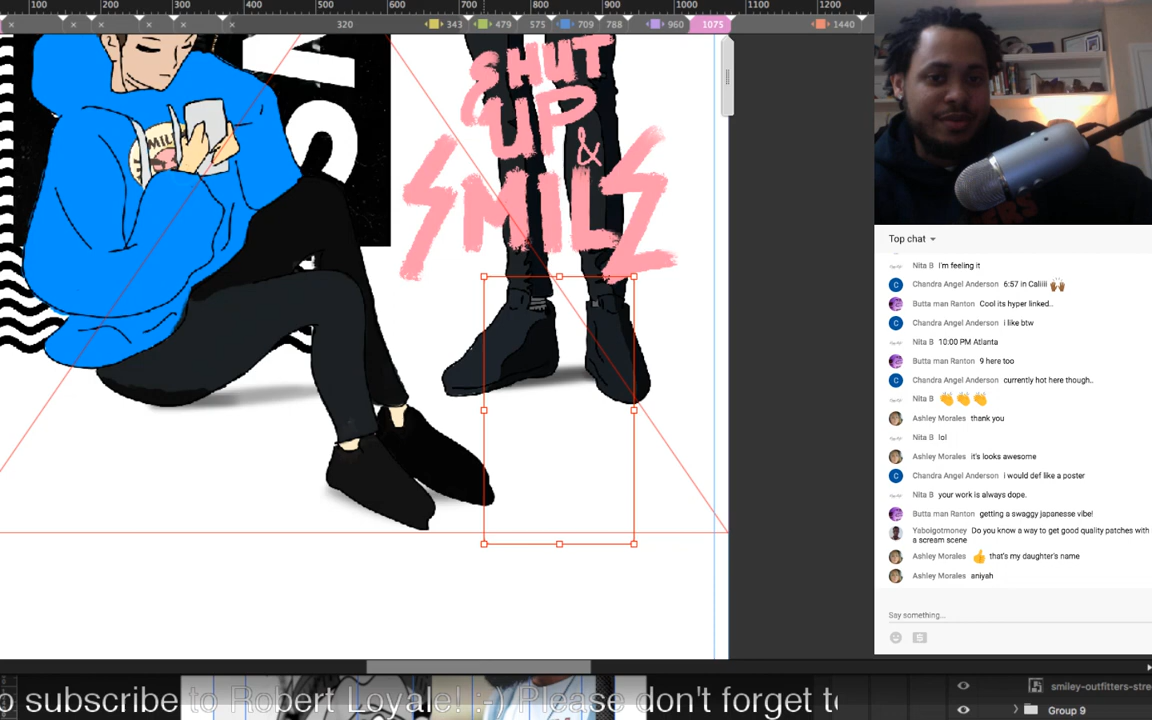 100 200 300 400 500 600 700 800 900 1000 1100 1200
320 343 479 575 709 788 960 1075 1440
SHUT
UP
&
SMILE
Top chat
Nita B I'm feeling it
C Chandra Angel Anderson 6:57 in Caliiii 🙌🏾
Butta man Ranton Cool its hyper linked..
C Chandra Angel Anderson i like btw
Nita B 10:00 PM Atlanta
Butta man Ranton 9 here too
C Chandra Angel Anderson currently hot here though..
Nita B 👏👏👏
Ashley Morales thank you
Nita B lol
Ashley Morales it's looks awesome
C Chandra Angel Anderson i would def like a poster
Nita B your work is always dope.
Butta man Ranton getting a swaggy japanesse vibe!
Yaboigotmoney Do you know a way to get good quality patches with
a scream scene
Ashley Morales 👍 that's my daughter's name
Ashley Morales aniyah
Say something...
smiley-outfitters-stre
Group 9
o subscribe to Robert Loyale! :-) Please don't forget to